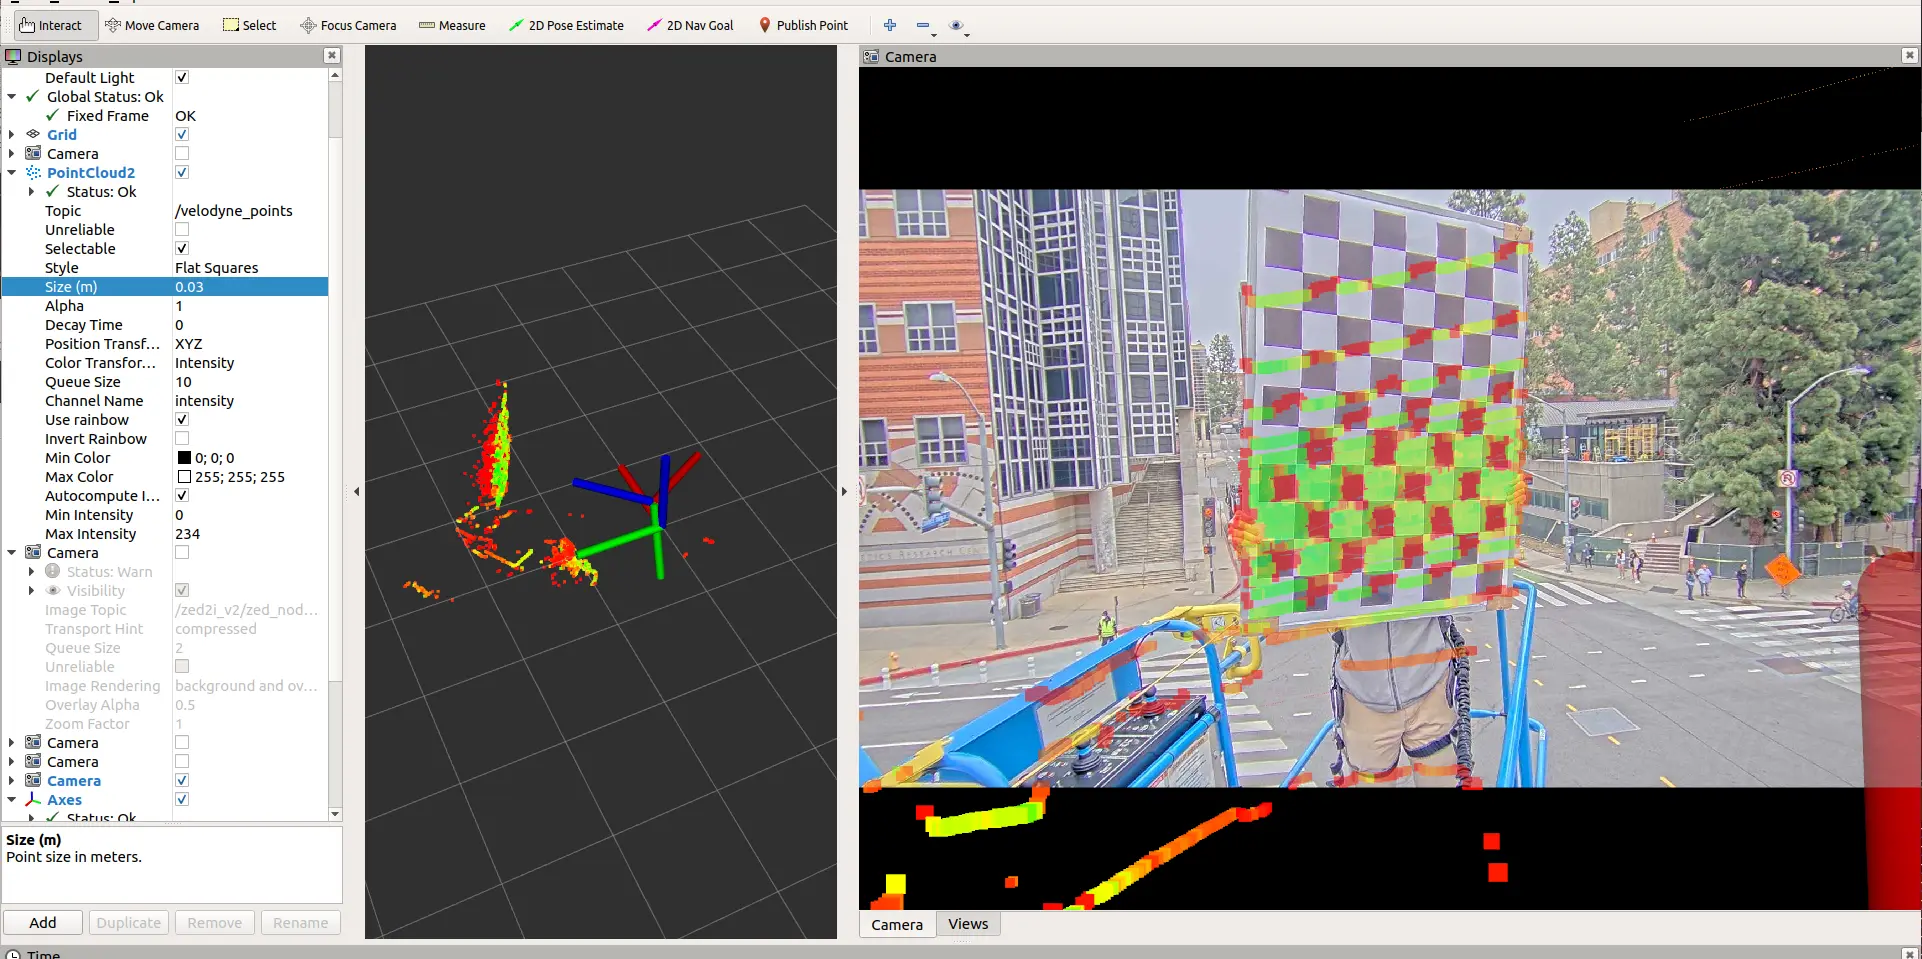 Interact Move Camera Select Focus Camera Measure 2D Pose Estimate 2D Nav Goal Publish Point
Displays
Default Light
Global Status: Ok
Fixed Frame OK
Grid
Camera
PointCloud2
Status: Ok
Topic /velodyne_points
Unreliable
Selectable
Style Flat Squares
Size (m) 0.03
Alpha 1
Decay Time 0
Position Transf... XYZ
Color Transfor... Intensity
Queue Size 10
Channel Name intensity
Use rainbow
Invert Rainbow
Min Color 0; 0; 0
Max Color 255; 255; 255
Autocompute I...
Min Intensity 0
Max Intensity 234
Camera
Status: Warn
Visibility
Image Topic /zed2i_v2/zed_nod...
Transport Hint compressed
Queue Size 2
Unreliable
Image Rendering background and ov...
Overlay Alpha 0.5
Zoom Factor 1
Camera
Camera
Camera
Axes
Status: Ok
Size (m)
Point size in meters.
Add Duplicate Remove Rename
Time
Camera
R
Camera Views